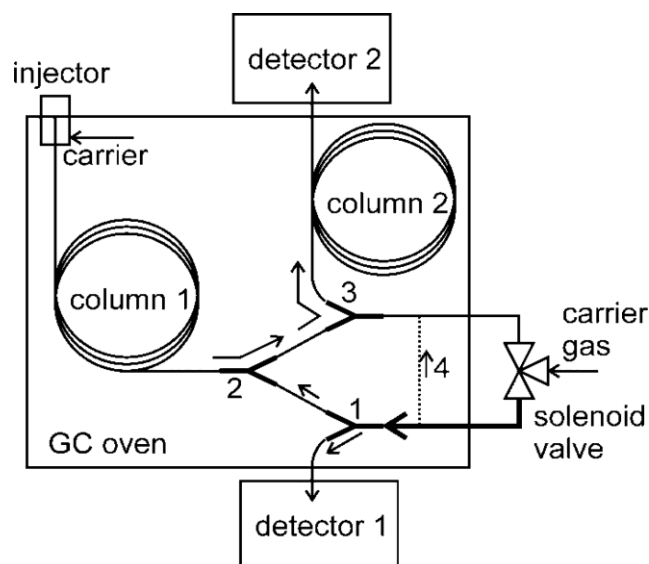 detector 2
injector
carrier
column 2
column 1
3
carrier
gas
2
4
1
solenoid
valve
GC oven
detector 1